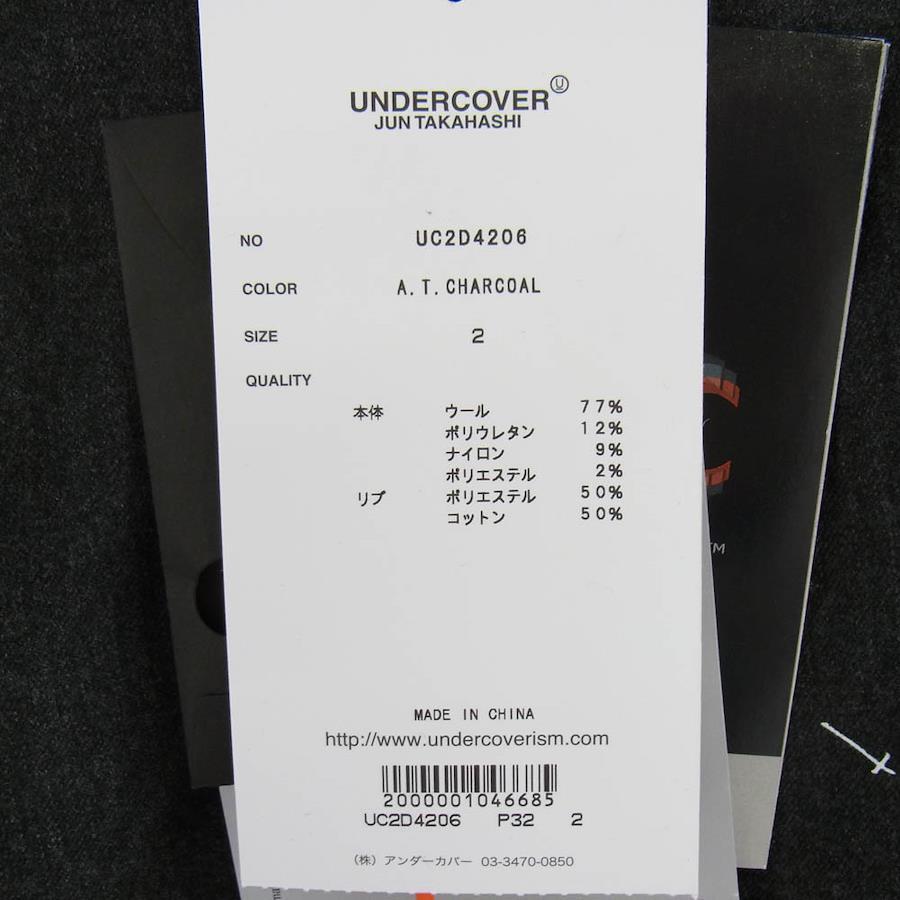 UNDERCOVER Ⓤ
JUN TAKAHASHI
NO UC2D4206
COLOR A.T.CHARCOAL
SIZE 2
QUALITY
本体 ウール 77%
ポリウレタン 12%
ナイロン 9%
ポリエステル 2%
リブ ポリエステル 50%
コットン 50%
MADE IN CHINA
http://www.undercoverism.com
2000001046685
UC2D4206 P32 2
(株) アンダーカバー 03-3470-0850
TM